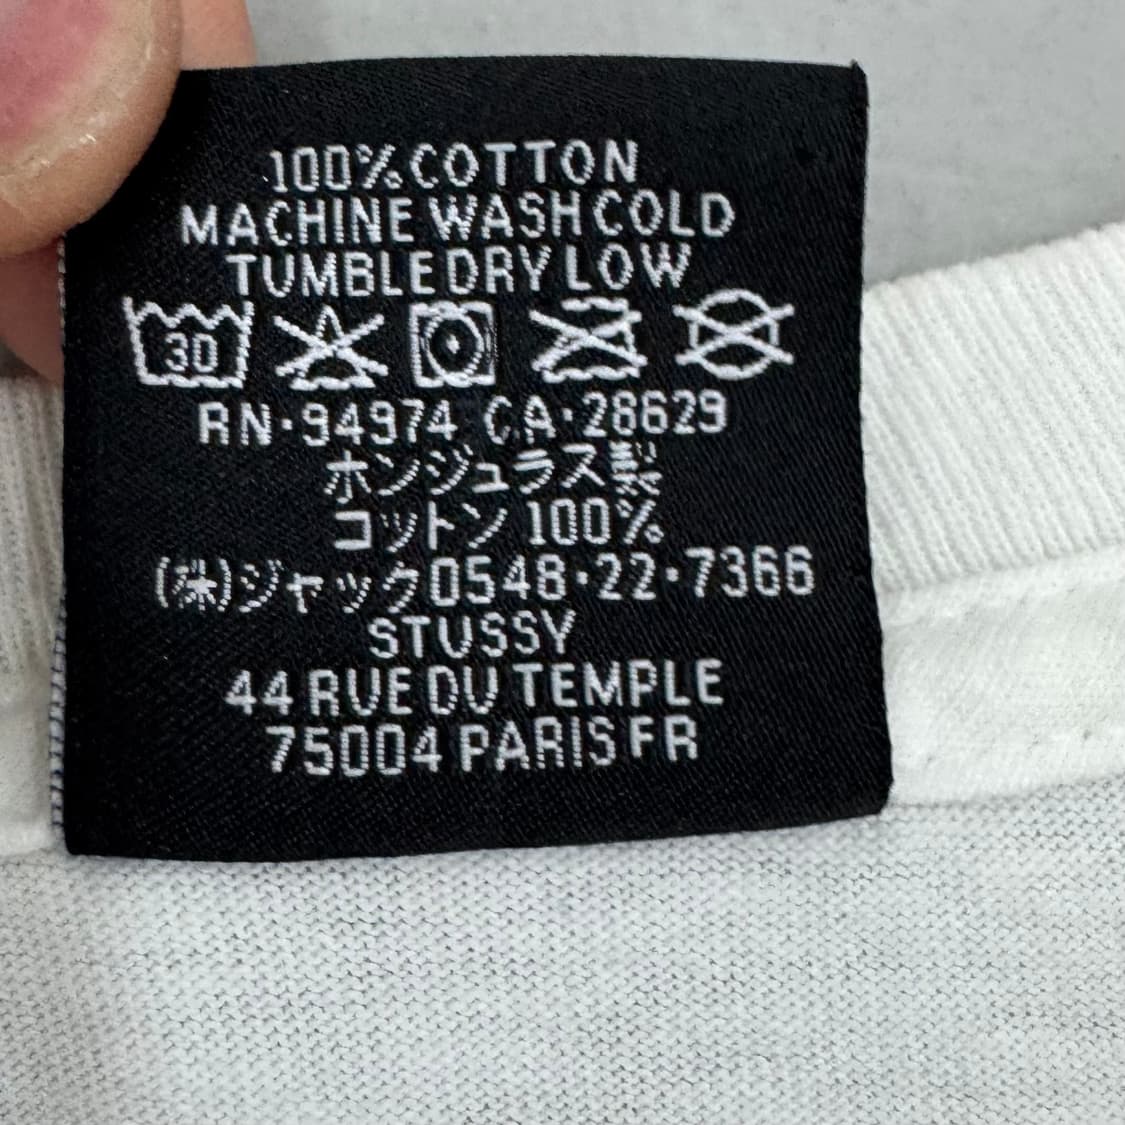 100% COTTON
MACHINE WASH COLD
TUMBLE DRY LOW
30
RN·94974 CA·28629
ホンジュラス製
コットン 100%
(株)ジャック0548·22·7366
STUSSY
44 RUE DU TEMPLE
75004 PARIS FR